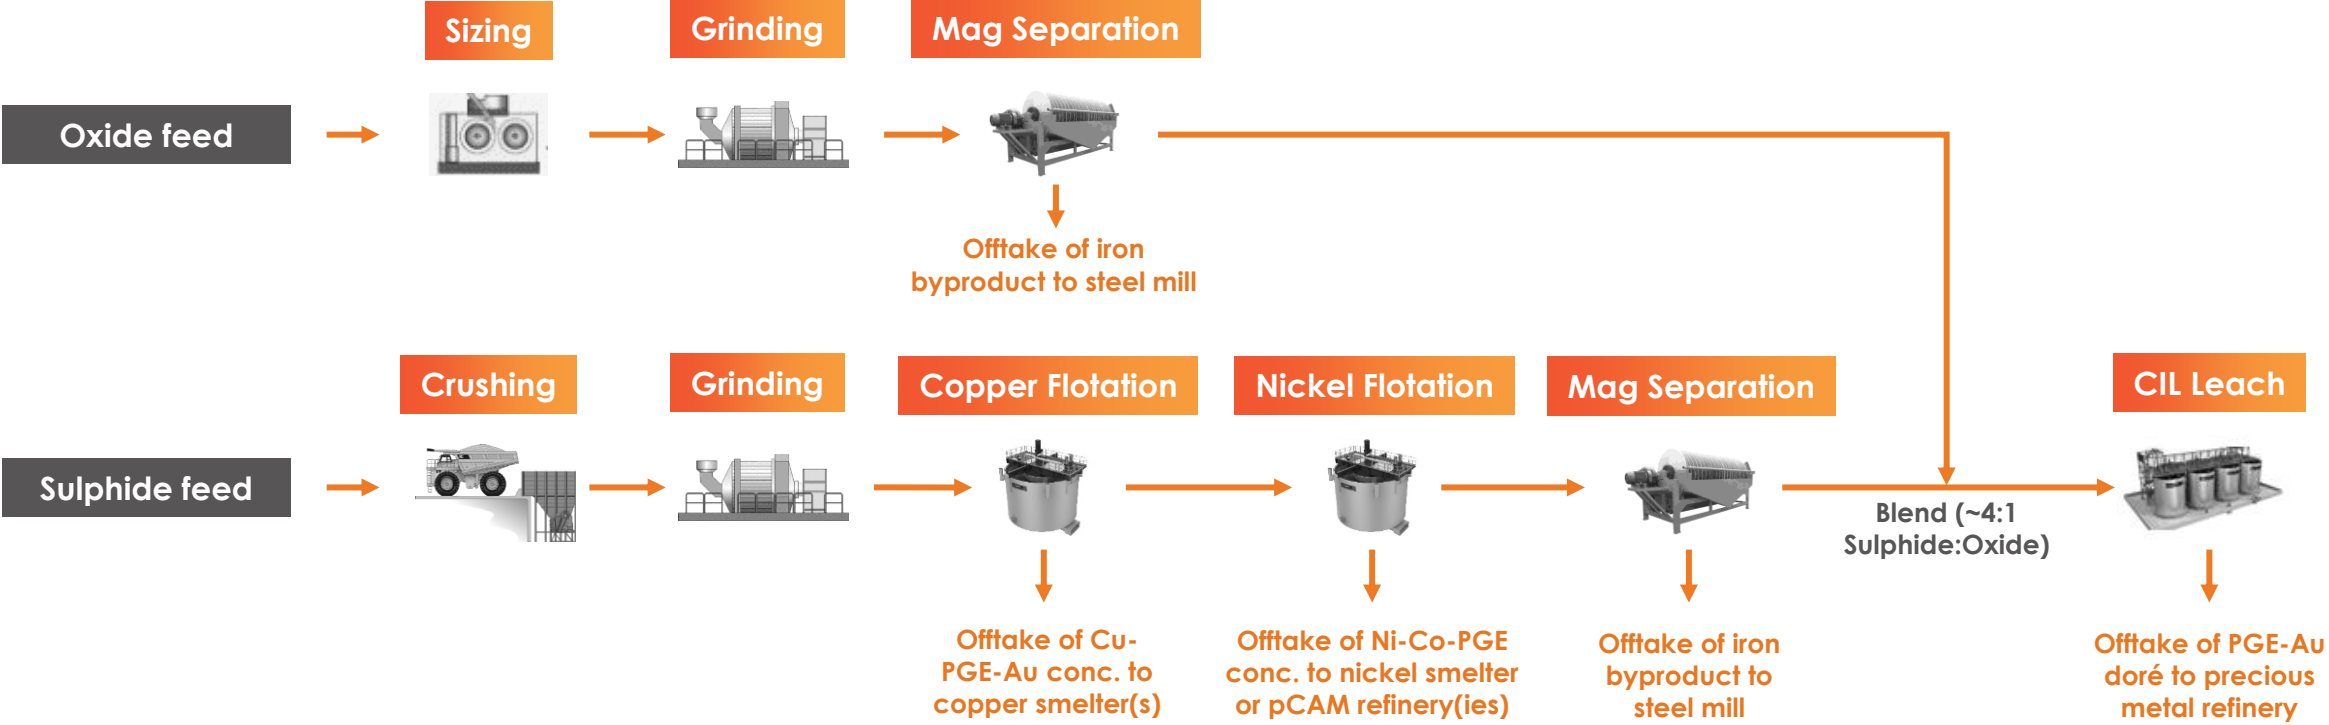 Sizing
Grinding
Mag Separation
Oxide feed
Offtake of iron
byproduct to steel mill
Crushing
Grinding
Copper Flotation
Nickel Flotation
Mag Separation
CIL Leach
Sulphide feed
Blend (~4:1
Sulphide:Oxide)
Offtake of Cu-
PGE-Au conc. to
copper smelter(s)
Offtake of Ni-Co-PGE
conc. to nickel smelter
or pCAM refinery(ies)
Offtake of iron
byproduct to
steel mill
Offtake of PGE-Au
doré to precious
metal refinery